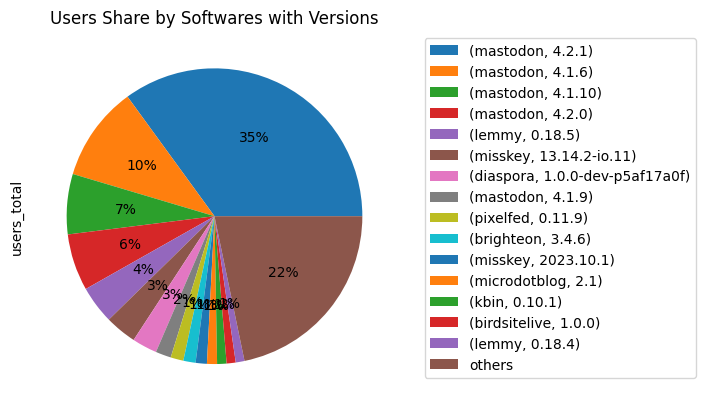 Users Share by Softwares with Versions
users_total
35%
10%
7%
6%
4%
3%
3%
2%
1%
22%
(mastodon, 4.2.1)
(mastodon, 4.1.6)
(mastodon, 4.1.10)
(mastodon, 4.2.0)
(lemmy, 0.18.5)
(misskey, 13.14.2-io.11)
(diaspora, 1.0.0-dev-p5af17a0f)
(mastodon, 4.1.9)
(pixelfed, 0.11.9)
(brighteon, 3.4.6)
(misskey, 2023.10.1)
(microdotblog, 2.1)
(kbin, 0.10.1)
(birdsitelive, 1.0.0)
(lemmy, 0.18.4)
others